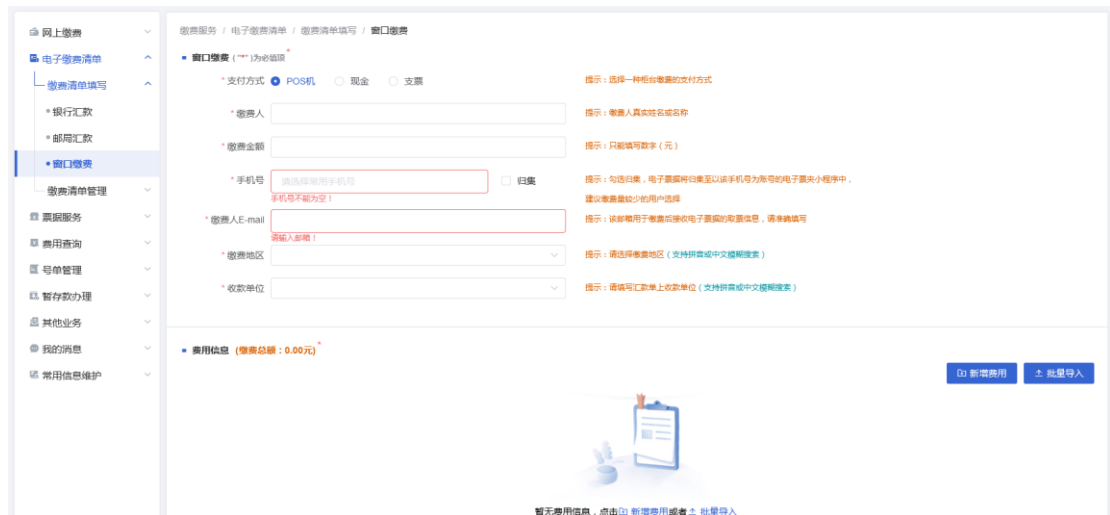 网上缴费
电子缴费清单
缴费清单填写
银行汇款
邮局汇款
窗口缴费
缴费清单管理
票据服务
费用查询
号单管理
暂存款办理
其他业务
我的消息
常用信息维护
缴费服务 / 电子缴费清单 / 缴费清单填写 / 窗口缴费
窗口缴费 ("*")为必填项*
*支付方式 POS机 现金 支票 提示：选择一种柜台缴费的支付方式
*缴费人 提示：缴费人真实姓名或名称
*缴费金额 提示：只能填写数字（元）
*手机号 请选择常用手机号 归集 提示：勾选归集，电子票据将归集至以该手机号为账号的电子票夹小程序中，
手机号不能为空！ 建议缴费量较少的用户选择
*缴费人E-mail 提示：该邮箱用于缴费后接收电子票据的取票信息，请准确填写
请输入邮箱！
*缴费地区 提示：请选择缴费地区（支持拼音或中文模糊搜索）
*收款单位 提示：请填写汇款单上收款单位（支持拼音或中文模糊搜索）
费用信息 (缴费总额：0.00元)*
新增费用 批量导入
暂无费用信息，点击 新增费用或者 批量导入